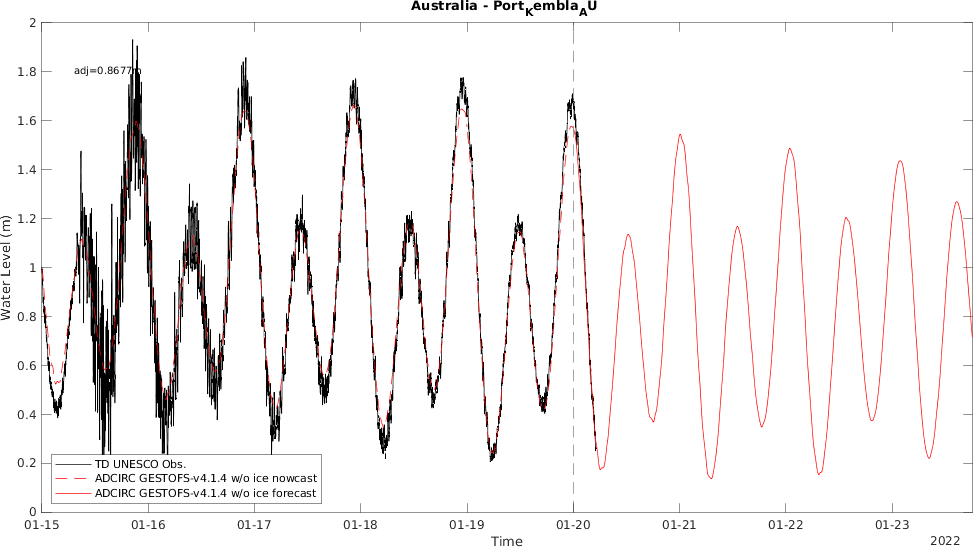 Australia - Port_Kembla_AU
2
1.8
1.6
1.4
1.2
1
0.8
0.6
0.4
0.2
0
Water Level (m)
adj=0.8677m
TD UNESCO Obs.
ADCIRC GESTOFS-v4.1.4 w/o ice nowcast
ADCIRC GESTOFS-v4.1.4 w/o ice forecast
01-15 01-16 01-17 01-18 01-19 01-20 01-21 01-22 01-23
Time
2022